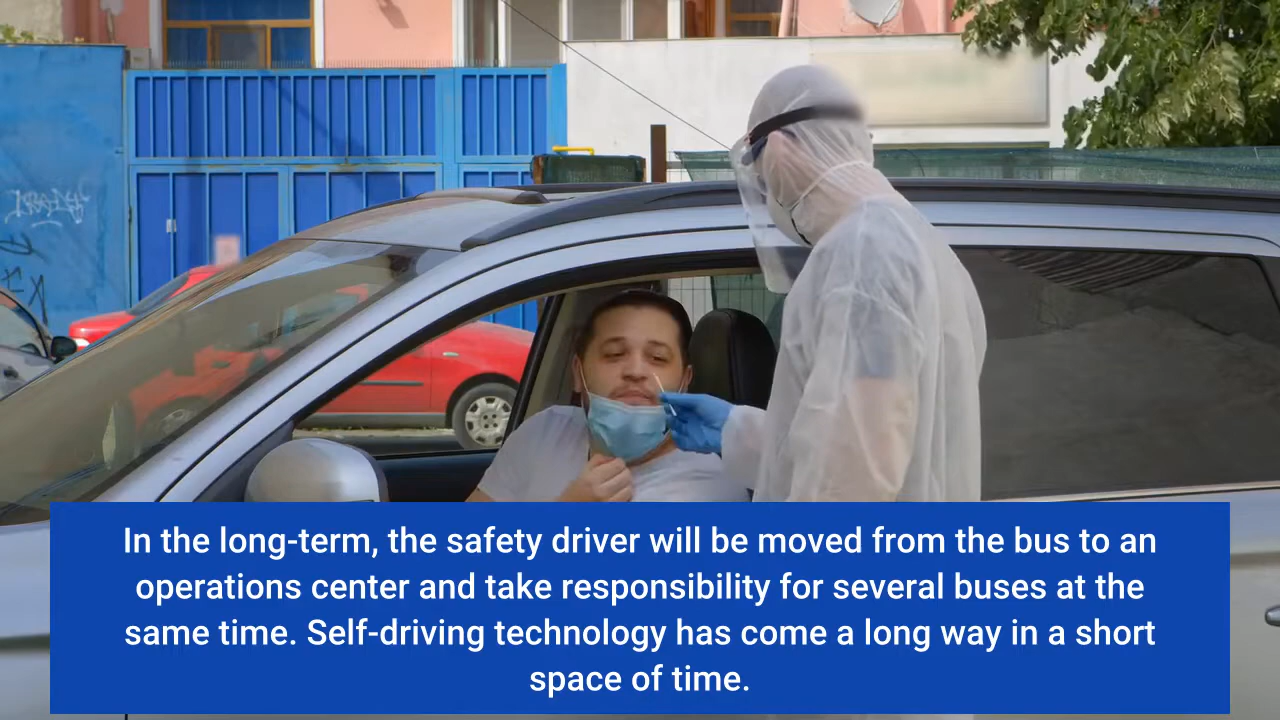 In the long-term, the safety driver will be moved from the bus to an
operations center and take responsibility for several buses at the
same time. Self-driving technology has come a long way in a short
space of time.